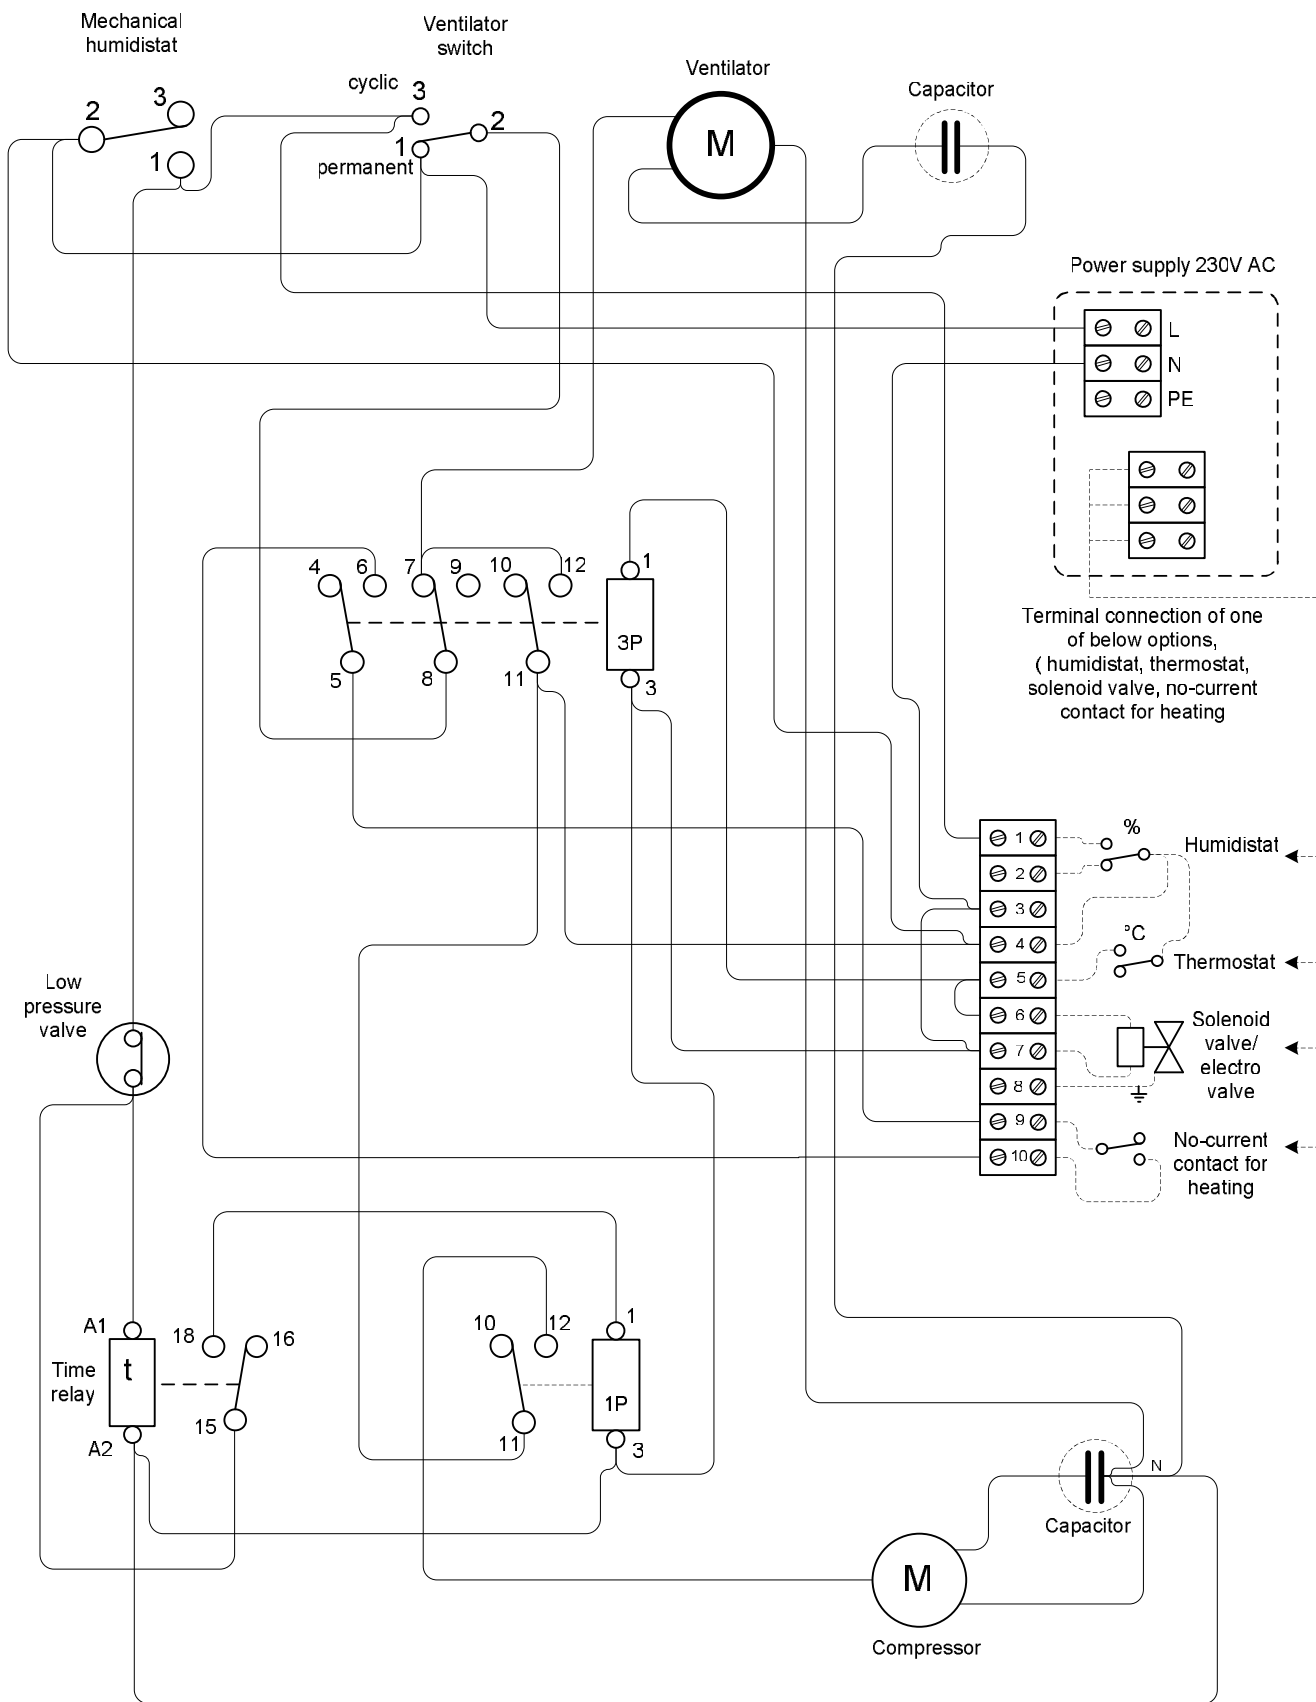 Mechanical
humidistat
Ventilator
switch
Ventilator
Capacitor
cyclic
3
2
3
1
2
1
permanent
M
Power supply 230V AC
L
N
PE
4
6
7
9
10
12
1
3P
5
8
11
3
Terminal connection of one
of below options,
( humidistat, thermostat,
solenoid valve, no-current
contact for heating
1
2
3
4
5
6
7
8
9
10
%
Humidistat
°C
Thermostat
Solenoid
valve/
electro
valve
No-current
contact for
heating
Low
pressure
valve
A1
18
16
t
Time
relay
A2
15
10
12
1
1P
11
3
N
Capacitor
M
Compressor